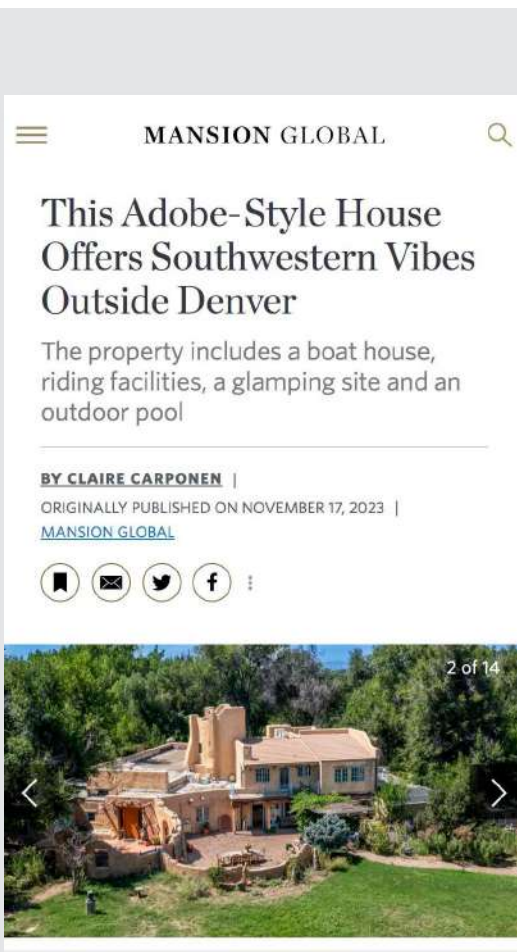 MANSION GLOBAL
This Adobe-Style House
Offers Southwestern Vibes
Outside Denver
The property includes a boat house,
riding facilities, a glamping site and an
outdoor pool
BY CLAIRE CARPONEN |
ORIGINALLY PUBLISHED ON NOVEMBER 17, 2023 |
MANSION GLOBAL
2 of 14